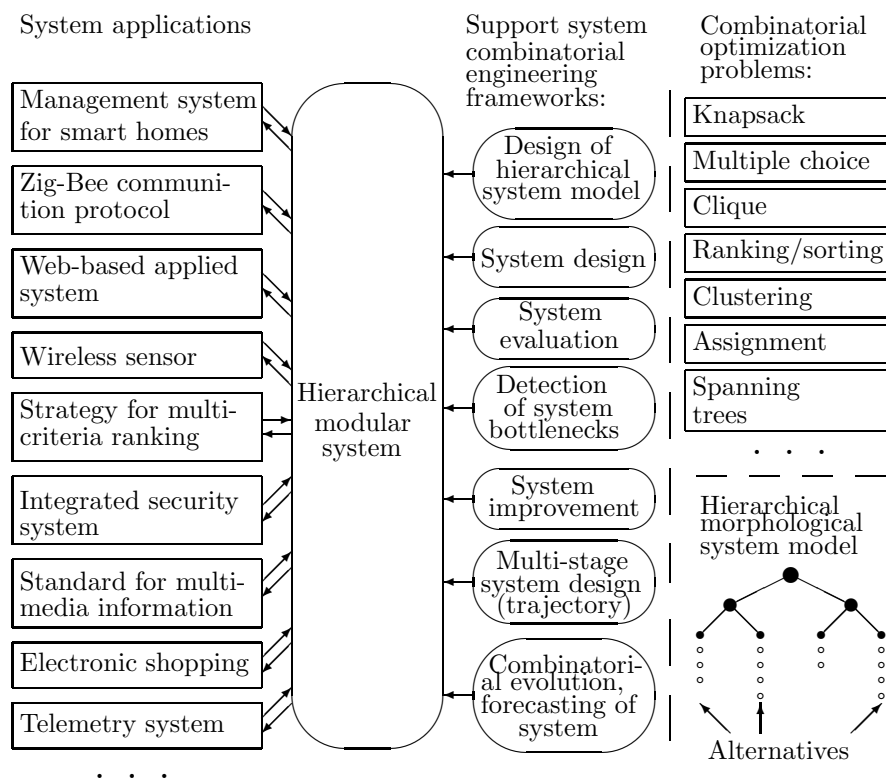 System applications
Management system
for smart homes
Zig-Bee communi-
tion protocol
Web-based applied
system
Wireless sensor
Strategy for multi-
criteria ranking
Integrated security
system
Standard for multi-
media information
Electronic shopping
Telemetry system
. . .
Hierarchical
modular
system
Support system
combinatorial
engineering
frameworks:
Design of
hierarchical
system model
System design
System
evaluation
Detection
of system
bottlenecks
System
improvement
Multi-stage
system design
(trajectory)
Combinatori-
al evolution,
forecasting of
system
Combinatorial
optimization
problems:
Knapsack
Multiple choice
Clique
Ranking/sorting
Clustering
Assignment
Spanning
trees
. . .
Hierarchical
morphological
system model
Alternatives